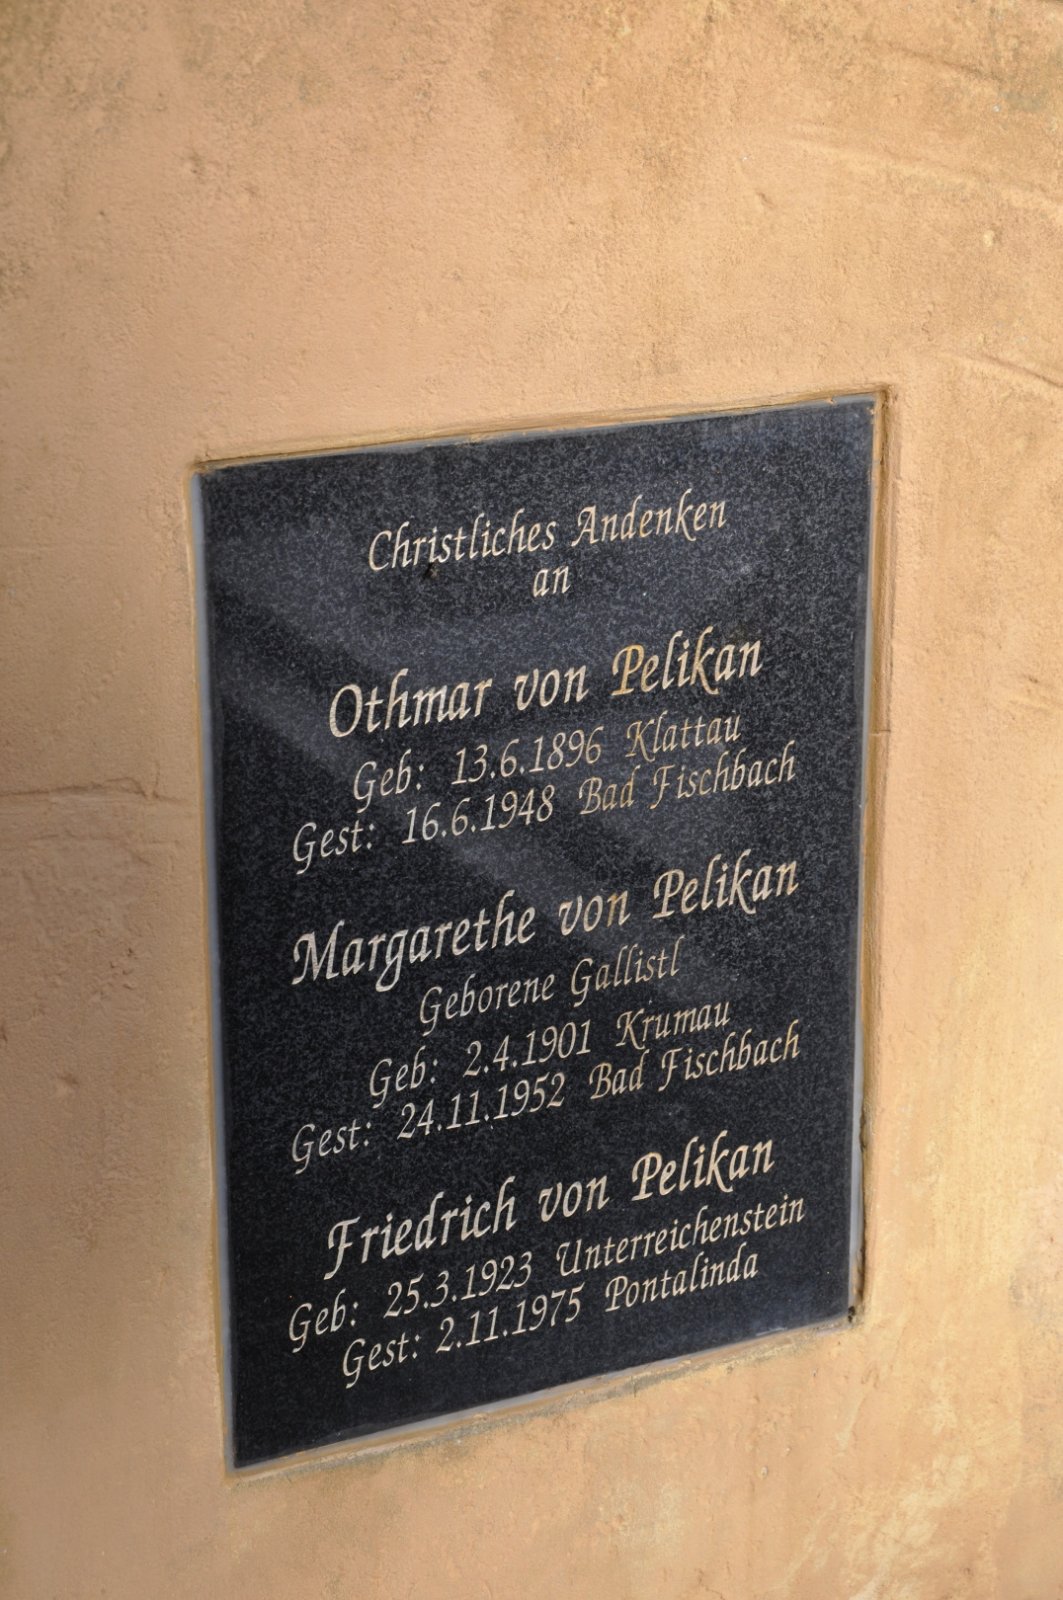 Christliches Andenken
an
Othmar von Pelikan
Geb: 13.6.1896 Klattau
Gest: 16.6.1948 Bad Fischbach
Margarethe von Pelikan
Geborene Gallistl
Geb: 2.4.1901 Krumau
Gest: 24.11.1952 Bad Fischbach
Friedrich von Pelikan
Geb: 25.3.1923 Unterreichenstein
Gest: 2.11.1975 Pontalinda